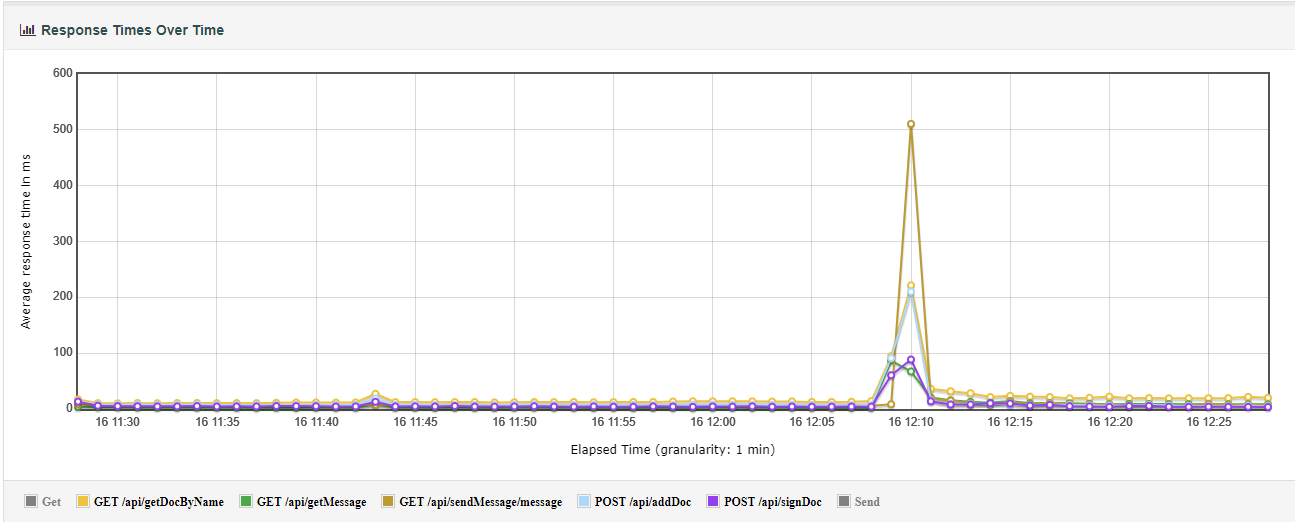 Response Times Over Time
600
500
400
300
200
100
0
Average response time in ms
16 11:30 16 11:35 16 11:40 16 11:45 16 11:50 16 11:55 16 12:00 16 12:05 16 12:10 16 12:15 16 12:20 16 12:25
Elapsed Time (granularity: 1 min)
Get GET /api/getDocByName GET /api/getMessage GET /api/sendMessage/message POST /api/addDoc POST /api/signDoc Send